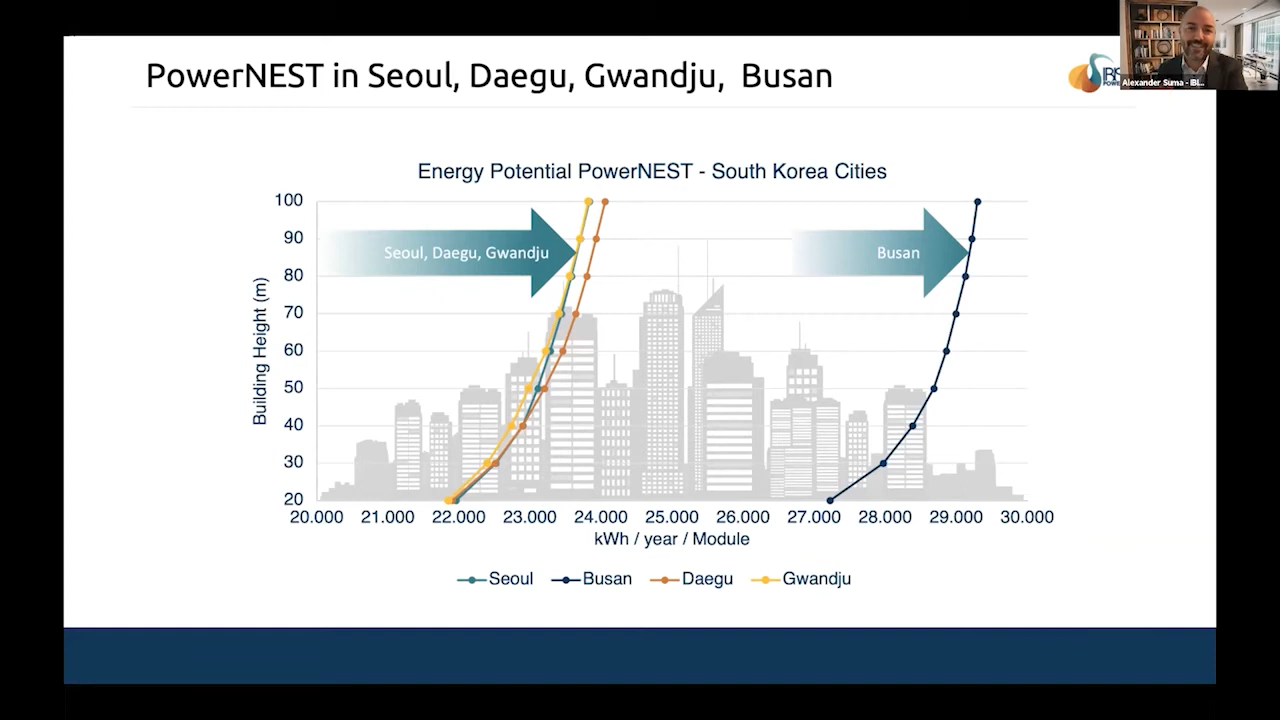 PowerNEST in Seoul, Daegu, Gwandju, Busan
Alexander Suma - IBI...
Energy Potential PowerNEST - South Korea Cities
100
90
80
70
60
50
40
30
20
Building Height (m)
Seoul, Daegu, Gwandju
Busan
20.000 21.000 22.000 23.000 24.000 25.000 26.000 27.000 28.000 29.000 30.000
kWh / year / Module
Seoul Busan Daegu Gwandju